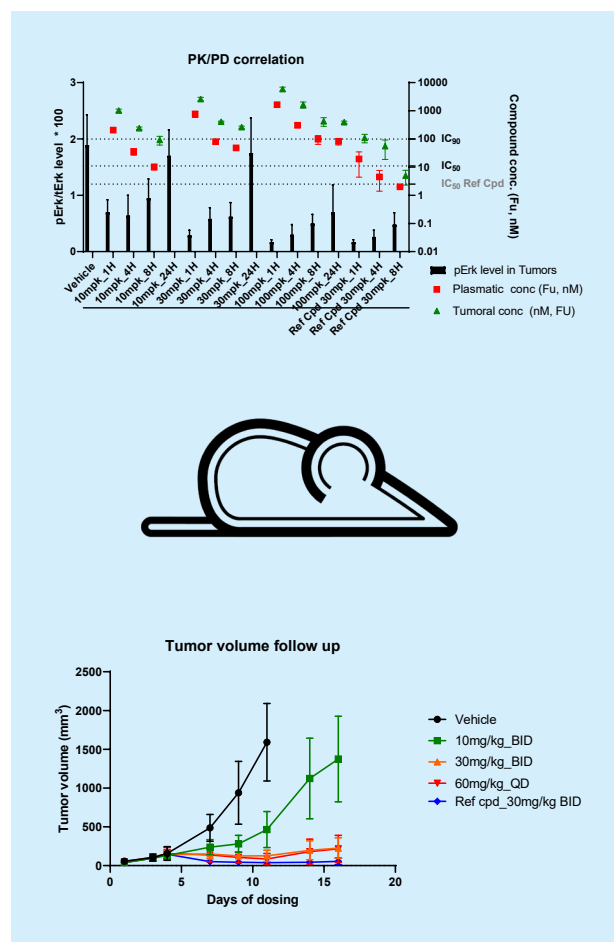 PK/PD correlation
pErk/tErk level * 100
3
2
1
0
10000
1000
100
10
1
0.1
0.01
Compound conc. (Fu, nM)
IC90
IC50
IC50 Ref Cpd
Vehicle
10mpk_1H
10mpk_4H
10mpk_8H
10mpk_24H
30mpk_1H
30mpk_4H
30mpk_8H
30mpk_24H
100mpk_1H
100mpk_4H
100mpk_8H
100mpk_24H
Ref Cpd 30mpk_1H
Ref Cpd 30mpk_4H
Ref Cpd 30mpk_8H
pErk level in Tumors
Plasmatic conc (Fu, nM)
Tumoral conc (nM, FU)
Tumor volume follow up
Tumor volume (mm3)
2500
2000
1500
1000
500
0
0
5
10
15
20
Days of dosing
Vehicle
10mg/kg_BID
30mg/kg_BID
60mg/kg_QD
Ref cpd_30mg/kg BID